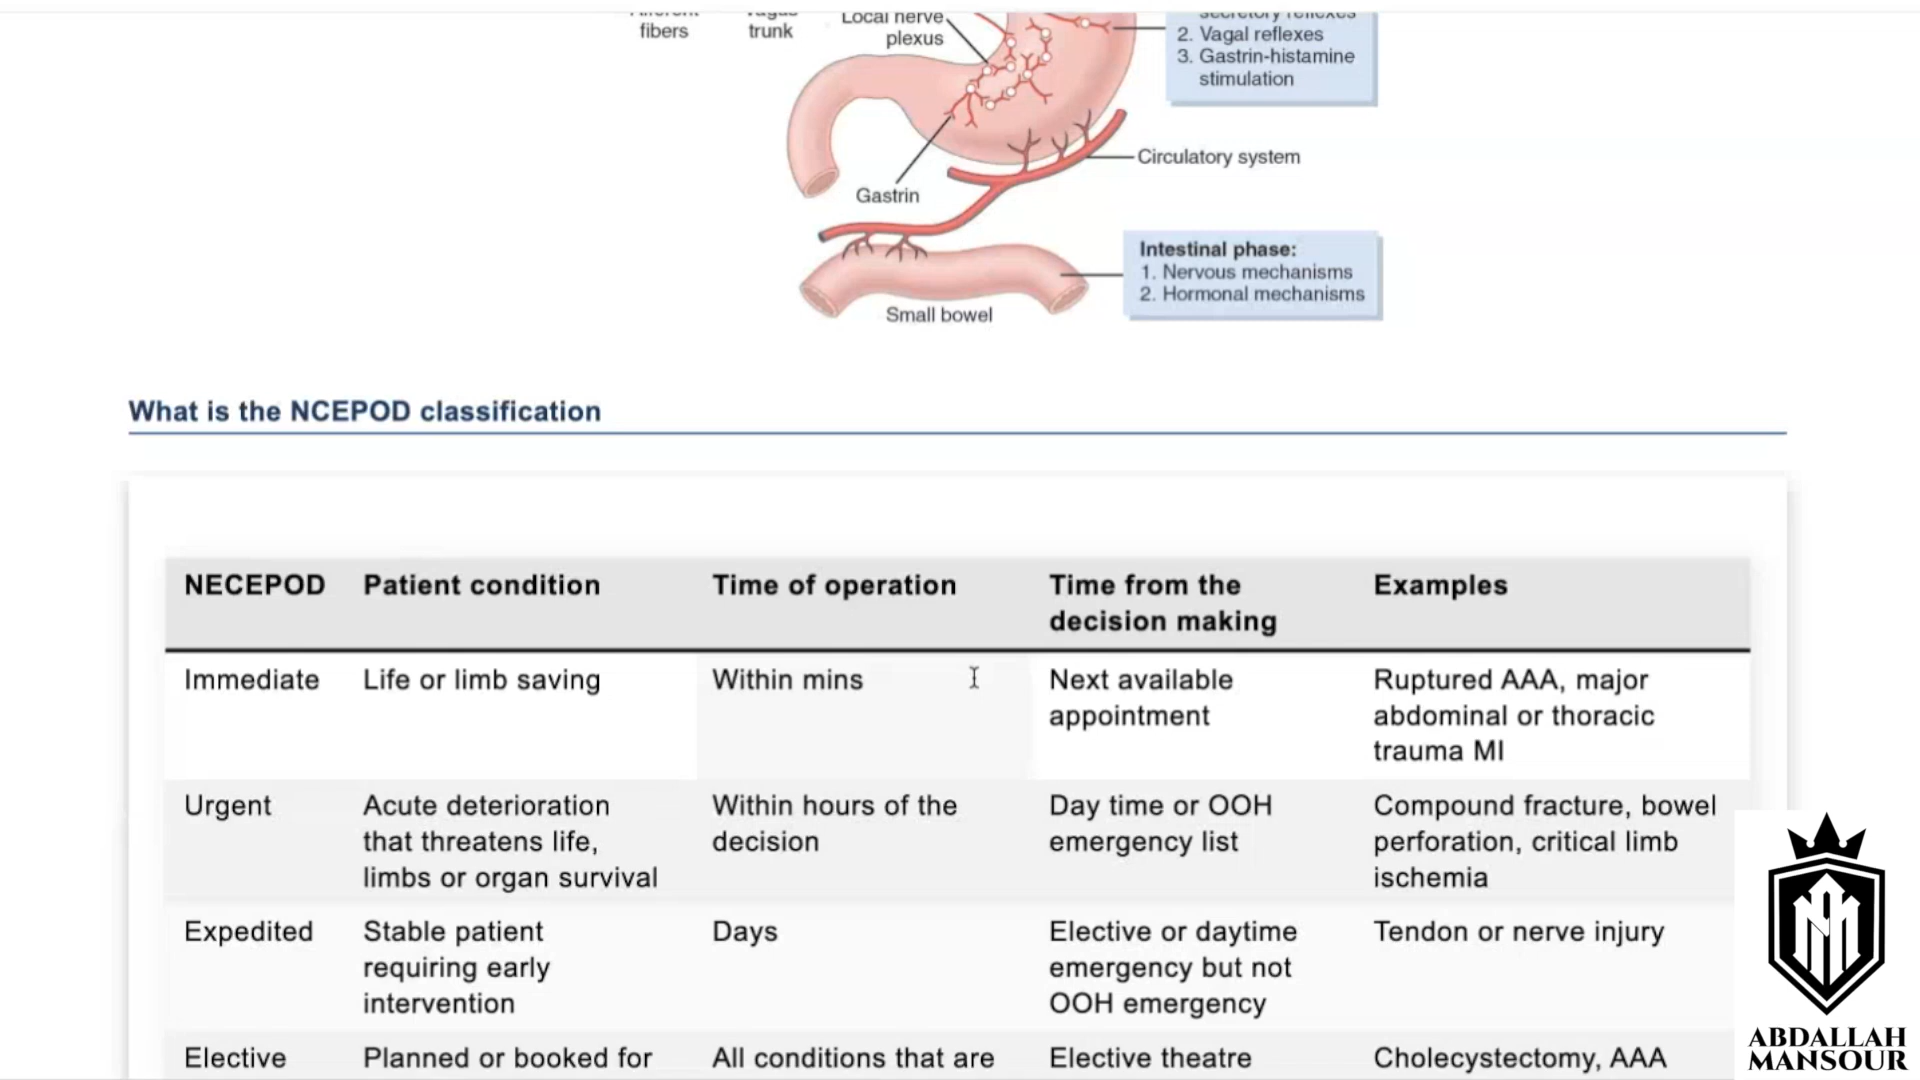 Afferent
fibers
vagus
trunk
Local nerve
plexus
secretory reflexes
2. Vagal reflexes
3. Gastrin-histamine
stimulation
Circulatory system
Gastrin
Intestinal phase:
1. Nervous mechanisms
2. Hormonal mechanisms
Small bowel
What is the NCEPOD classification
NECEPOD Patient condition Time of operation Time from the
decision making
Examples
Immediate Life or limb saving Within mins Next available
appointment
Ruptured AAA, major
abdominal or thoracic
trauma MI
Urgent Acute deterioration
that threatens life,
limbs or organ survival
Within hours of the
decision
Day time or OOH
emergency list
Compound fracture, bowel
perforation, critical limb
ischemia
Expedited Stable patient
requiring early
intervention
Days
Elective or daytime
emergency but not
OOH emergency
Tendon or nerve injury
Elective Planned or booked for All conditions that are Elective theatre Cholecystectomy, AAA
ABDALLAH
MANSOUR